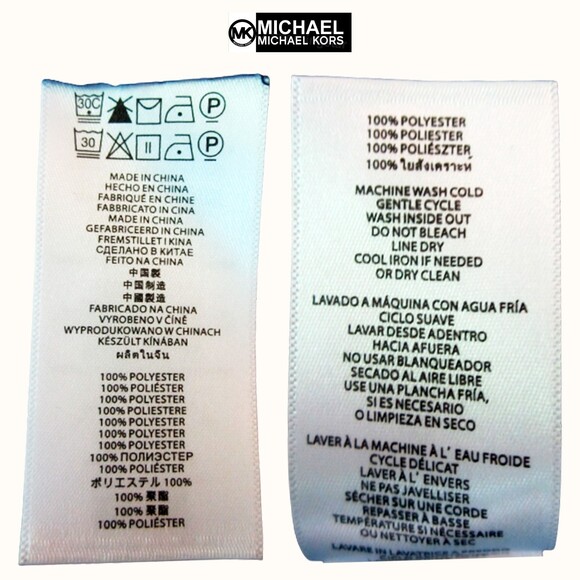 MK MICHAEL
MICHAEL KORS
30C P
30 P
MADE IN CHINA
HECHO EN CHINA
FABRIQUÉ EN CHINE
FABBRICATO IN CINA
MADE IN CHINA
GEFABRICEERD IN CHINA
FREMSTILLET I KINA
СДЕЛАНО В КИТАЕ
FEITO NA CHINA
中国製
中国制造
中國製造
FABRICADO NA CHINA
VYROBENO V ČÍNĚ
WYPRODUKOWANO W CHINACH
KÉSZÜLT KÍNÁBAN
ผลิตในจีน
100% POLYESTER
100% POLIÉSTER
100% POLYESTER
100% POLIESTERE
100% POLYESTER
100% POLYESTER
100% POLYESTER
100% ПОЛИЭСТЕР
100% POLIÉSTER
ポリエステル 100%
100% 聚酯
100% 聚酯
100% POLIÉSTER
100% POLYESTER
100% POLIESTER
100% POLIÉSZTER
100% ใยสังเคราะห์
MACHINE WASH COLD
GENTLE CYCLE
WASH INSIDE OUT
DO NOT BLEACH
LINE DRY
COOL IRON IF NEEDED
OR DRY CLEAN
LAVADO A MÁQUINA CON AGUA FRÍA
CICLO SUAVE
LAVAR DESDE ADENTRO
HACIA AFUERA
NO USAR BLANQUEADOR
SECADO AL AIRE LIBRE
USE UNA PLANCHA FRÍA,
SI ES NECESARIO
O LIMPIEZA EN SECO
LAVER À LA MACHINE À L' EAU FROIDE
CYCLE DÉLICAT
LAVER À L' ENVERS
NE PAS JAVELLISER
SÉCHER SUR UNE CORDE
REPASSER À BASSE
TEMPÉRATURE SI NÉCESSAIRE
OU NETTOYER À SEC
LAVARE IN LAVATRICE A FREDDO